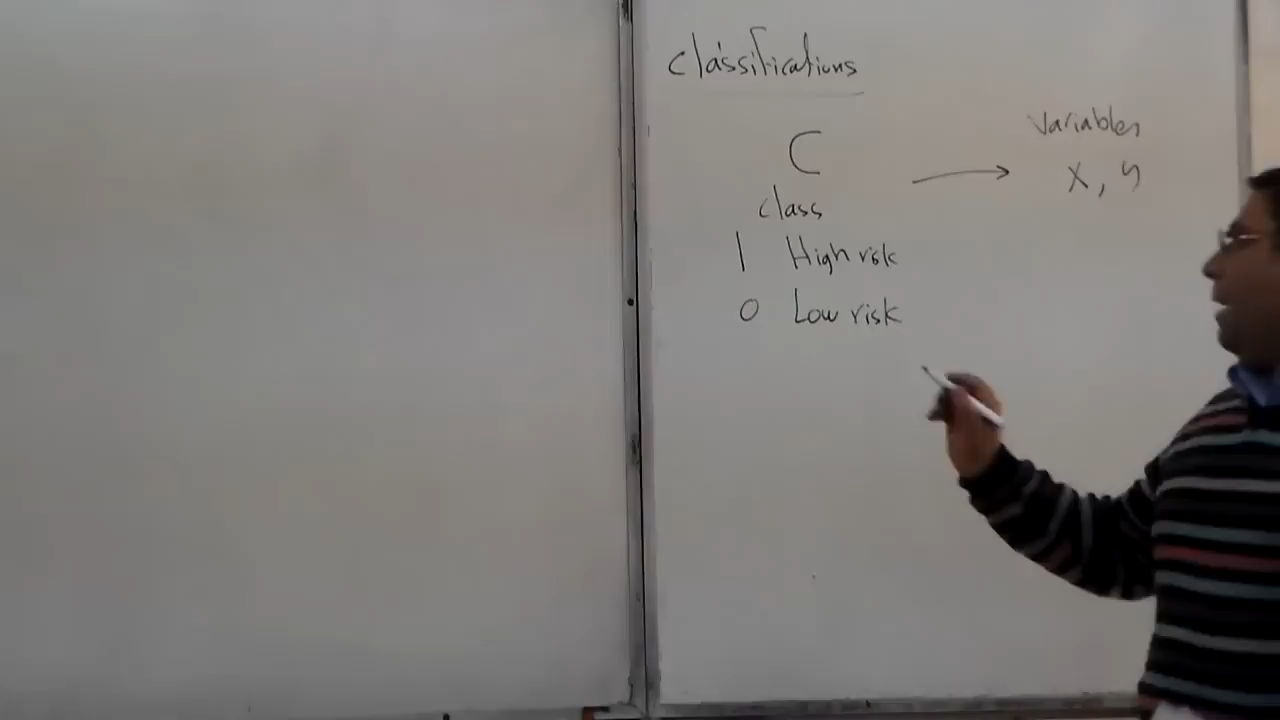 Classifications
Variables
C → x, y
class
1 High risk
0 Low risk